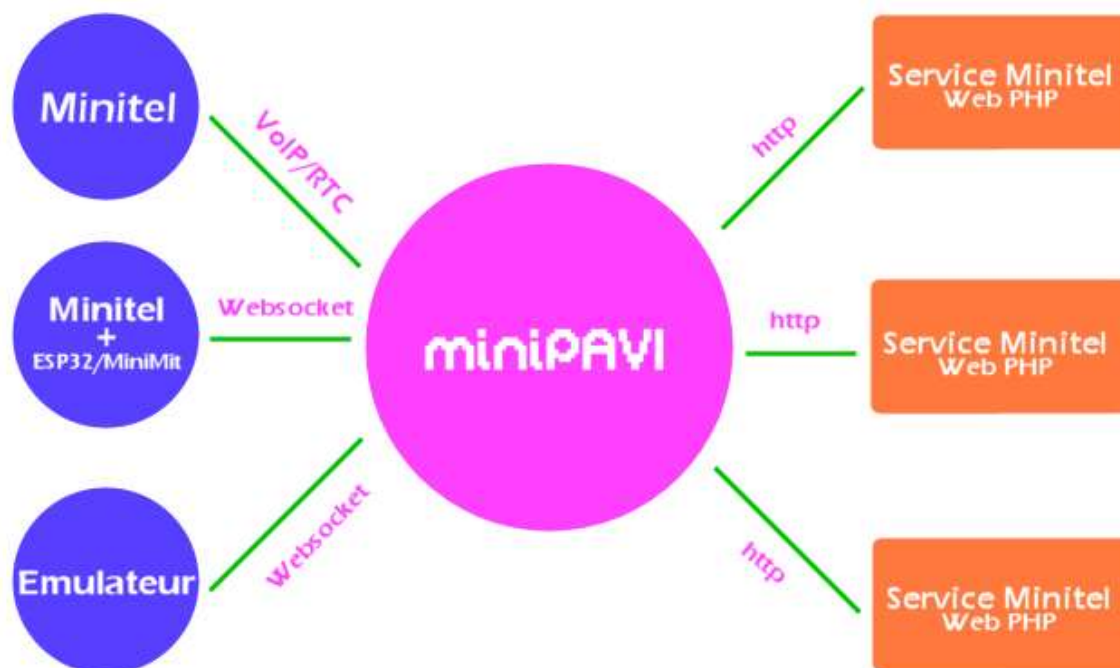 Minitel
VoIP/RTC
http
Service Minitel
Web PHP
Minitel
+
ESP32/MiniMit
Websocket
miniPAVI
http
Service Minitel
Web PHP
Emulateur
Websocket
http
Service Minitel
Web PHP